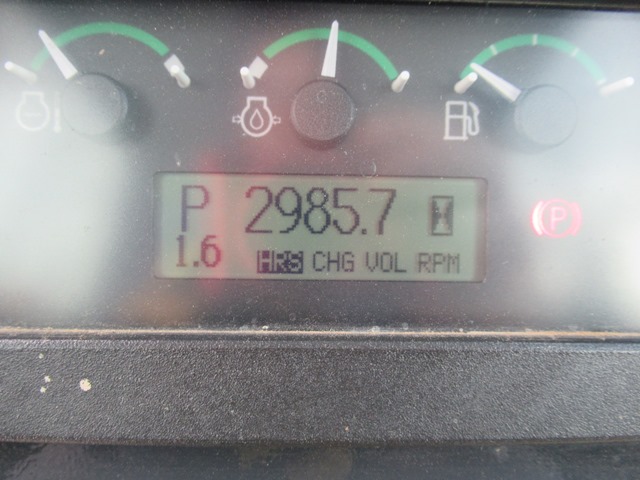 P 2985.7
1.6 HRS CHG VOL RPM
P